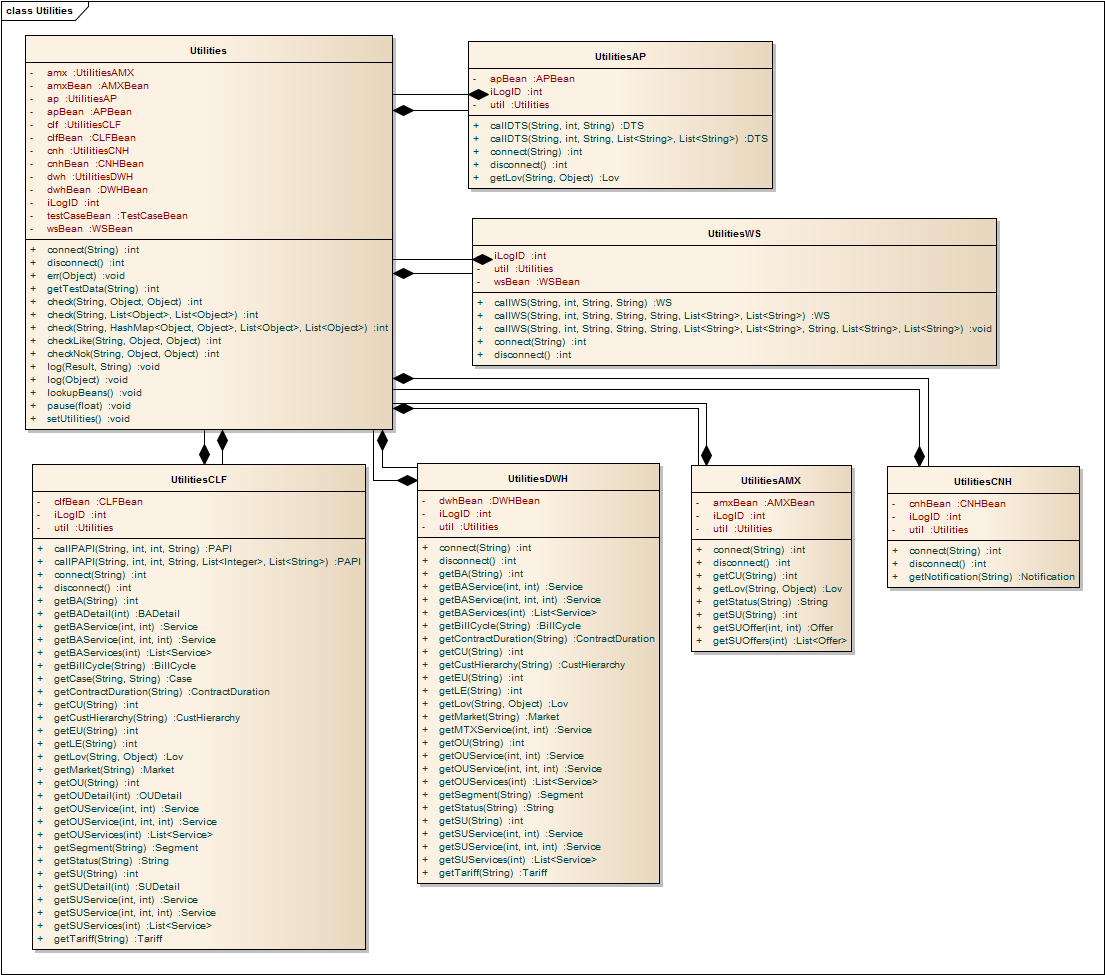 class Utilities
Utilities
- amx :UtilitiesAMX
- amxBean :AMXBean
- ap :UtilitiesAP
- apBean :APBean
- clf :UtilitiesCLF
- clfBean :CLFBean
- cnh :UtilitiesCNH
- cnhBean :CNHBean
- dwh :UtilitiesDWH
- dwhBean :DWHBean
- iLogID :int
- testCaseBean :TestCaseBean
- wsBean :WSBean
+ connect(String) :int
+ disconnect() :int
+ err(Object) :void
+ getTestData(String) :int
+ check(String, Object, Object) :int
+ check(String, List<Object>, List<Object>) :int
+ check(String, HashMap<Object, Object>, List<Object>, List<Object>) :int
+ checkLike(String, Object, Object) :int
+ checkNok(String, Object, Object) :int
+ log(Result, String) :void
+ log(Object) :void
+ lookupBeans() :void
+ pause(float) :void
+ setUtilities() :void
UtilitiesAP
- apBean :APBean
iLogID :int
- util :Utilities
+ callDTS(String, int, String) :DTS
+ callDTS(String, int, String, List<String>, List<String>) :DTS
+ connect(String) :int
+ disconnect() :int
+ getLov(String, Object) :Lov
UtilitiesWS
iLogID :int
- util :Utilities
- wsBean :WSBean
+ callWS(String, int, String, String) :WS
+ callWS(String, int, String, String, String, List<String>, List<String>) :WS
+ callWS(String, int, String, String, String, List<String>, List<String>, String, List<String>, List<String>) :void
+ connect(String) :int
+ disconnect() :int
UtilitiesCLF
- clfBean :CLFBean
- iLogID :int
- util :Utilities
+ callPAPI(String, int, int, String) :PAPI
+ callPAPI(String, int, int, String, List<Integer>, List<String>) :PAPI
+ connect(String) :int
+ disconnect() :int
+ getBA(String) :int
+ getBADetail(int) :BADetail
+ getBAService(int, int) :Service
+ getBAService(int, int, int) :Service
+ getBAServices(int) :List<Service>
+ getBillCycle(String) :BillCycle
+ getCase(String, String) :Case
+ getContractDuration(String) :ContractDuration
+ getCU(String) :int
+ getCustHierarchy(String) :CustHierarchy
+ getEU(String) :int
+ getLE(String) :int
+ getLov(String, Object) :Lov
+ getMarket(String) :Market
+ getOU(String) :int
+ getOUDetail(int) :OUDetail
+ getOUService(int, int) :Service
+ getOUService(int, int, int) :Service
+ getOUServices(int) :List<Service>
+ getSegment(String) :Segment
+ getStatus(String) :String
+ getSU(String) :int
+ getSUDetail(int) :SUDetail
+ getSUService(int, int) :Service
+ getSUService(int, int, int) :Service
+ getSUServices(int) :List<Service>
+ getTariff(String) :Tariff
UtilitiesDWH
- dwhBean :DWHBean
- iLogID :int
- util :Utilities
+ connect(String) :int
+ disconnect() :int
+ getBA(String) :int
+ getBAService(int, int) :Service
+ getBAService(int, int, int) :Service
+ getBAServices(int) :List<Service>
+ getBillCycle(String) :BillCycle
+ getContractDuration(String) :ContractDuration
+ getCU(String) :int
+ getCustHierarchy(String) :CustHierarchy
+ getEU(String) :int
+ getLE(String) :int
+ getLov(String, Object) :Lov
+ getMarket(String) :Market
+ getMTXService(int, int) :Service
+ getOU(String) :int
+ getOUService(int, int) :Service
+ getOUService(int, int, int) :Service
+ getOUServices(int) :List<Service>
+ getSegment(String) :Segment
+ getStatus(String) :String
+ getSU(String) :int
+ getSUService(int, int) :Service
+ getSUService(int, int, int) :Service
+ getSUServices(int) :List<Service>
+ getTariff(String) :Tariff
UtilitiesAMX
- amxBean :AMXBean
- iLogID :int
- util :Utilities
+ connect(String) :int
+ disconnect() :int
+ getCU(String) :int
+ getLov(String, Object) :Lov
+ getStatus(String) :String
+ getSU(String) :int
+ getSUOffer(int, int) :Offer
+ getSUOffers(int) :List<Offer>
UtilitiesCNH
- cnhBean :CNHBean
- iLogID :int
- util :Utilities
+ connect(String) :int
+ disconnect() :int
+ getNotification(String) :Notification